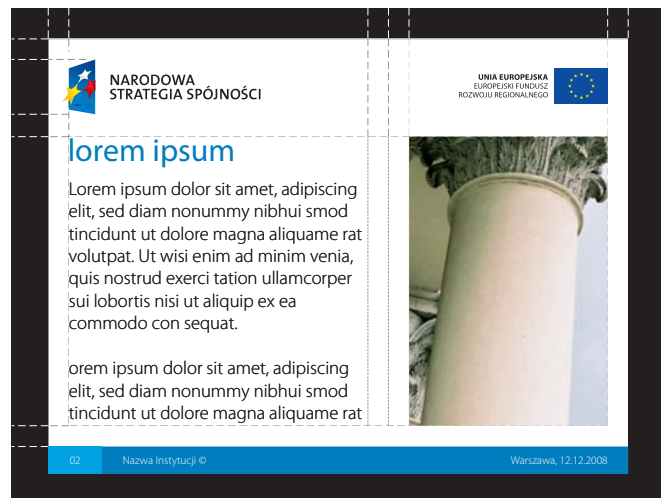 NARODOWA
STRATEGIA SPÓJNOŚCI
UNIA EUROPEJSKA
EUROPEJSKI FUNDUSZ
ROZWOJU REGIONALNEGO
lorem ipsum
Lorem ipsum dolor sit amet, adipiscing
elit, sed diam nonummy nibhui smod
tincidunt ut dolore magna aliquame rat
volutpat. Ut wisi enim ad minim venia,
quis nostrud exerci tation ullamcorper
sui lobortis nisi ut aliquip ex ea
commodo con sequat.
orem ipsum dolor sit amet, adipiscing
elit, sed diam nonummy nibhui smod
tincidunt ut dolore magna aliquame rat
02
Nazwa Instytucji ©
Warszawa, 12.12.2008